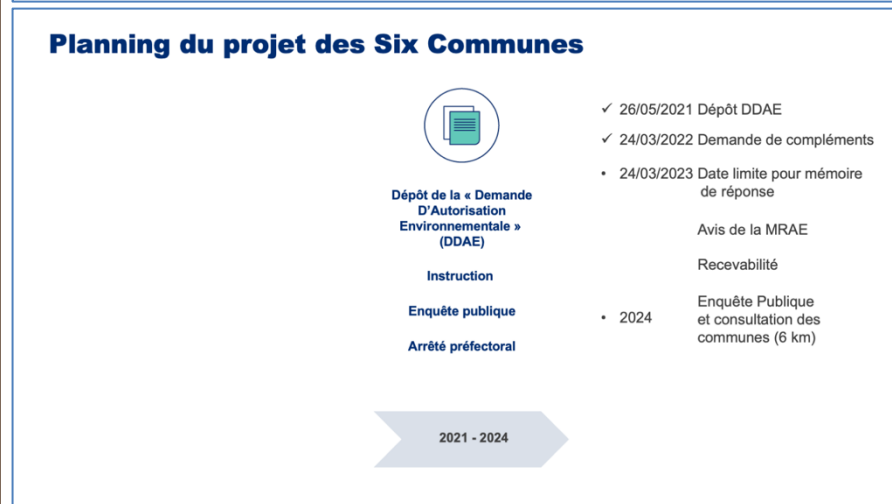 Planning du projet des Six Communes
Dépôt de la « Demande
D'Autorisation
Environnementale »
(DDAE)
Instruction
Enquête publique
Arrêté préfectoral
2021 - 2024
✓ 26/05/2021 Dépôt DDAE
✓ 24/03/2022 Demande de compléments
• 24/03/2023 Date limite pour mémoire
de réponse
Avis de la MRAE
Recevabilité
• 2024 Enquête Publique
et consultation des
communes (6 km)